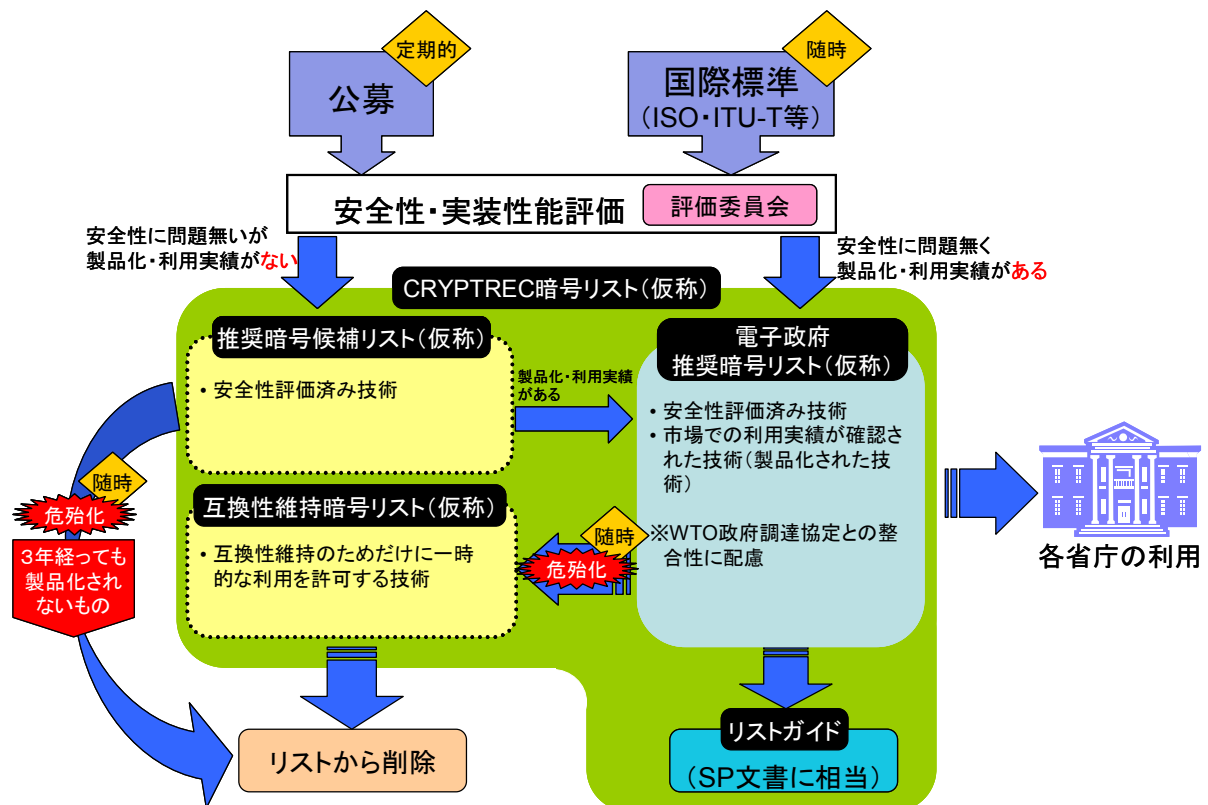 定期的
公募
随時
国際標準
（ISO・ITU-T等）
安全性・実装性能評価
評価委員会
安全性に問題無いが
製品化・利用実績がない
安全性に問題無く
製品化・利用実績がある
CRYPTREC暗号リスト（仮称）
推奨暗号候補リスト（仮称）
・安全性評価済み技術
製品化・利用実績
がある
電子政府
推奨暗号リスト（仮称）
・安全性評価済み技術
・市場での利用実績が確認さ
れた技術（製品化された技
術）
※WTO政府調達協定との整
合性に配慮
随時
危殆化
3年経っても
製品化され
ないもの
互換性維持暗号リスト（仮称）
・互換性維持のためだけに一時
的な利用を許可する技術
随時
危殆化
各省庁の利用
リストから削除
リストガイド
（SP文書に相当）